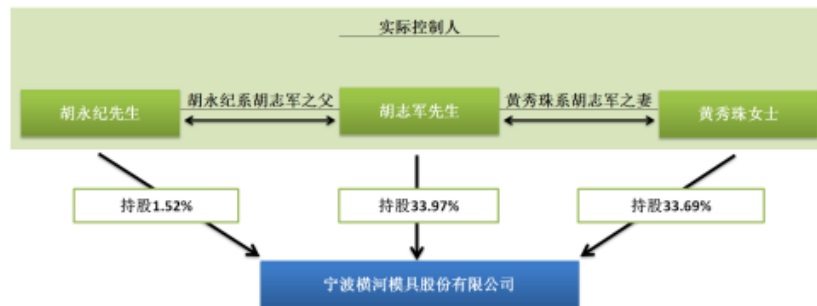 实际控制人
胡永纪系胡志军之父
黄秀珠系胡志军之妻
胡永纪先生
胡志军先生
黄秀珠女士
持股1.52%
持股33.97%
持股33.69%
宁波横河模具股份有限公司